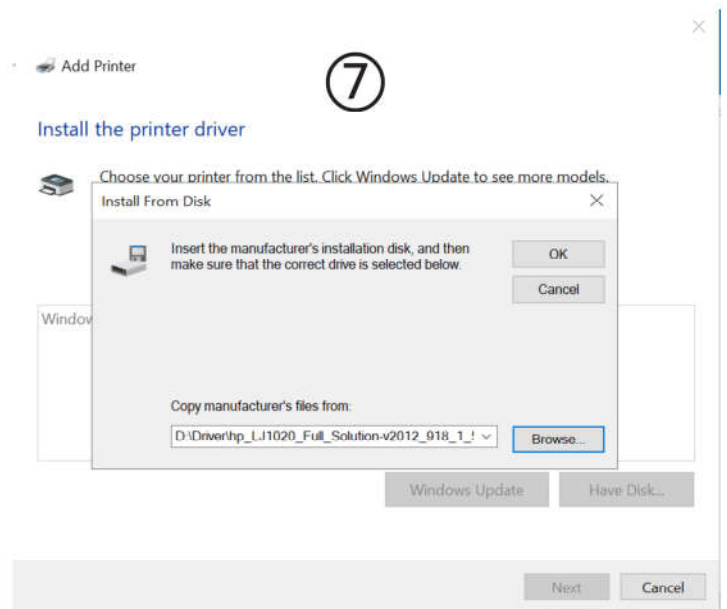 Add Printer
⑦
Install the printer driver
Choose your printer from the list. Click Windows Update to see more models.
Install From Disk
Insert the manufacturer's installation disk, and then
make sure that the correct drive is selected below.
OK
Cancel
Window
Copy manufacturer's files from:
D:\Driver\hp_LJ1020_Full_Solution-v2012_918_1_
Browse...
Windows Update
Have Disk...
Next
Cancel